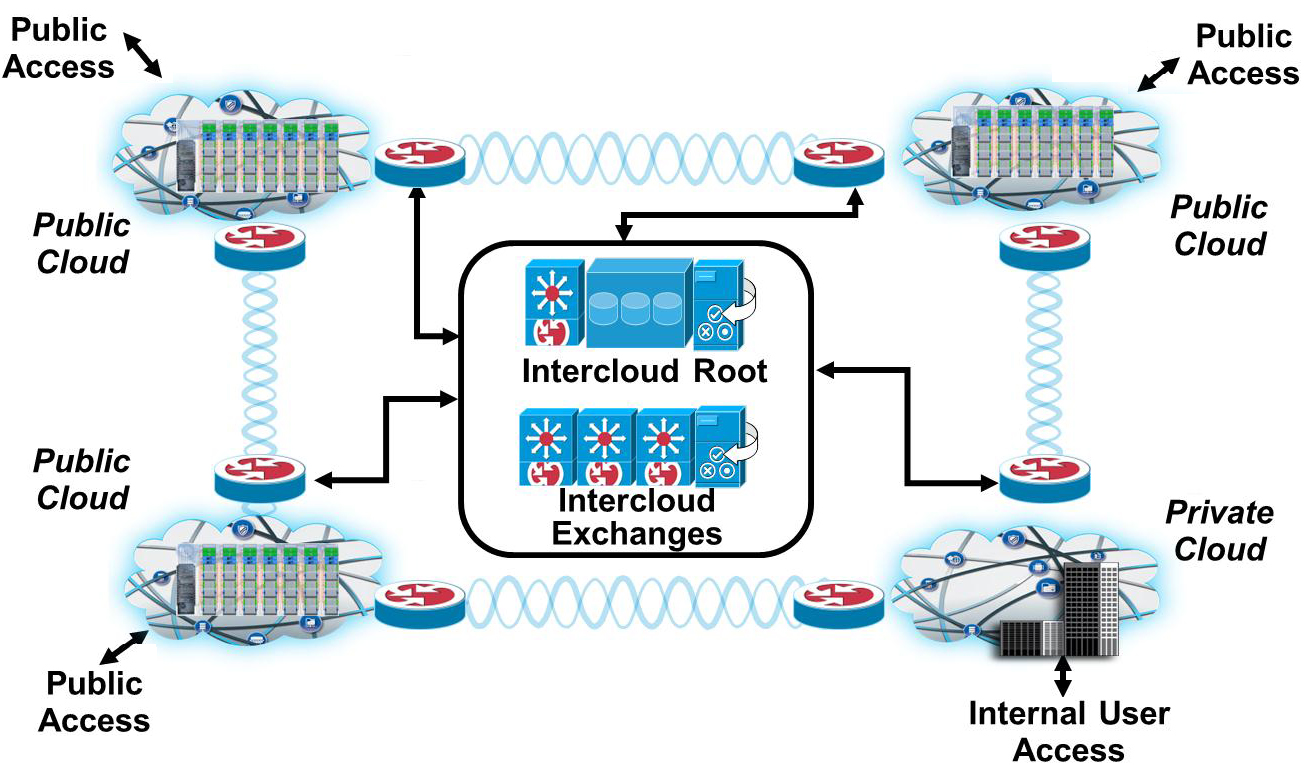 Public
Access
Public
Access
Public
Cloud
Public
Cloud
Intercloud Root
Public
Cloud
Intercloud
Exchanges
Private
Cloud
Public
Access
Internal User
Access